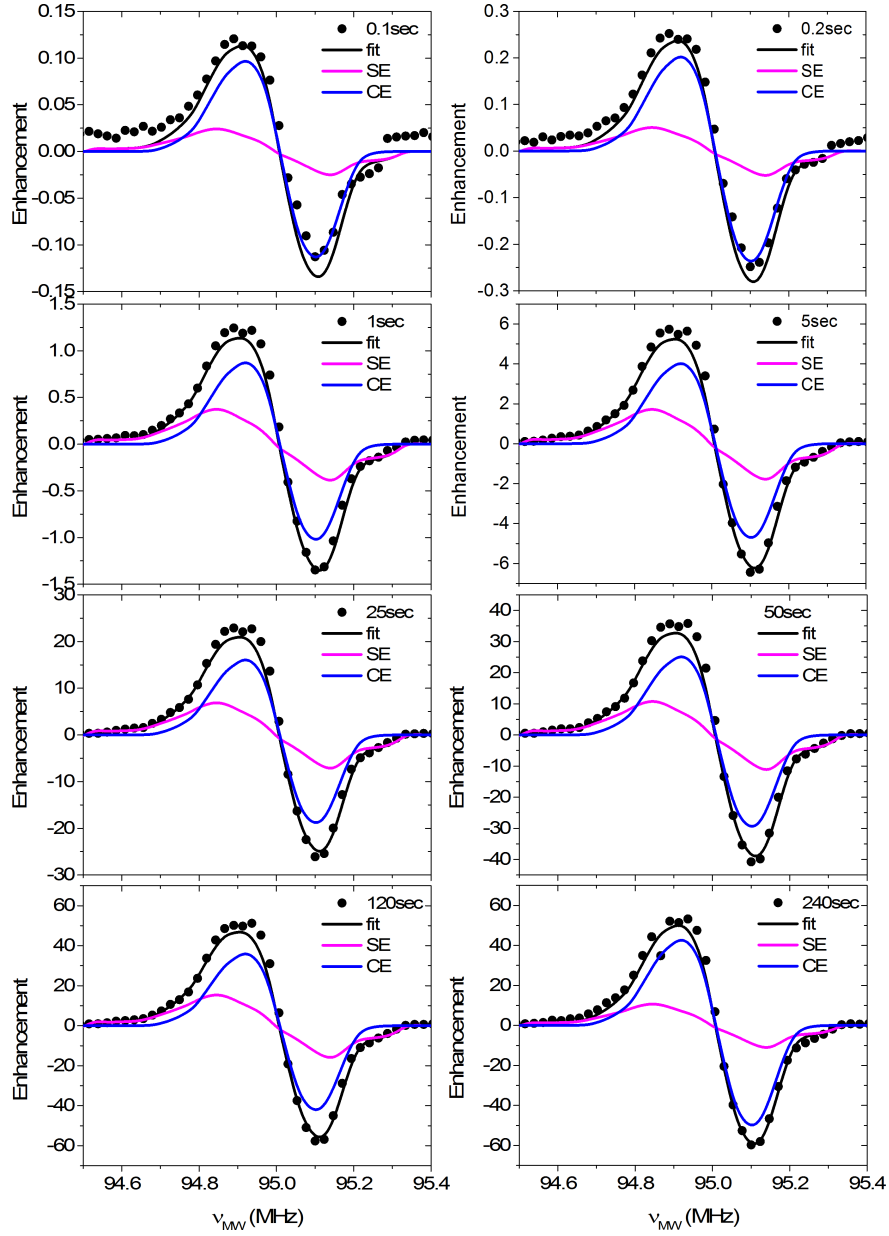 0.15
0.10
0.05
0.00
-0.05
-0.10
-0.15
Enhancement
0.1sec
fit
SE
CE
0.3
0.2
0.1
0.0
-0.1
-0.2
-0.3
Enhancement
0.2sec
fit
SE
CE
1.5
1.0
0.5
0.0
-0.5
-1.0
-1.5
Enhancement
1sec
fit
SE
CE
6
4
2
0
-2
-4
-6
Enhancement
5sec
fit
SE
CE
30
20
10
0
-10
-20
-30
Enhancement
25sec
fit
SE
CE
40
30
20
10
0
-10
-20
-30
-40
Enhancement
50sec
fit
SE
CE
60
40
20
0
-20
-40
-60
Enhancement
120sec
fit
SE
CE
94.6 94.8 95.0 95.2 95.4
νMW (MHz)
60
40
20
0
-20
-40
-60
Enhancement
240sec
fit
SE
CE
94.6 94.8 95.0 95.2 95.4
νMW (MHz)